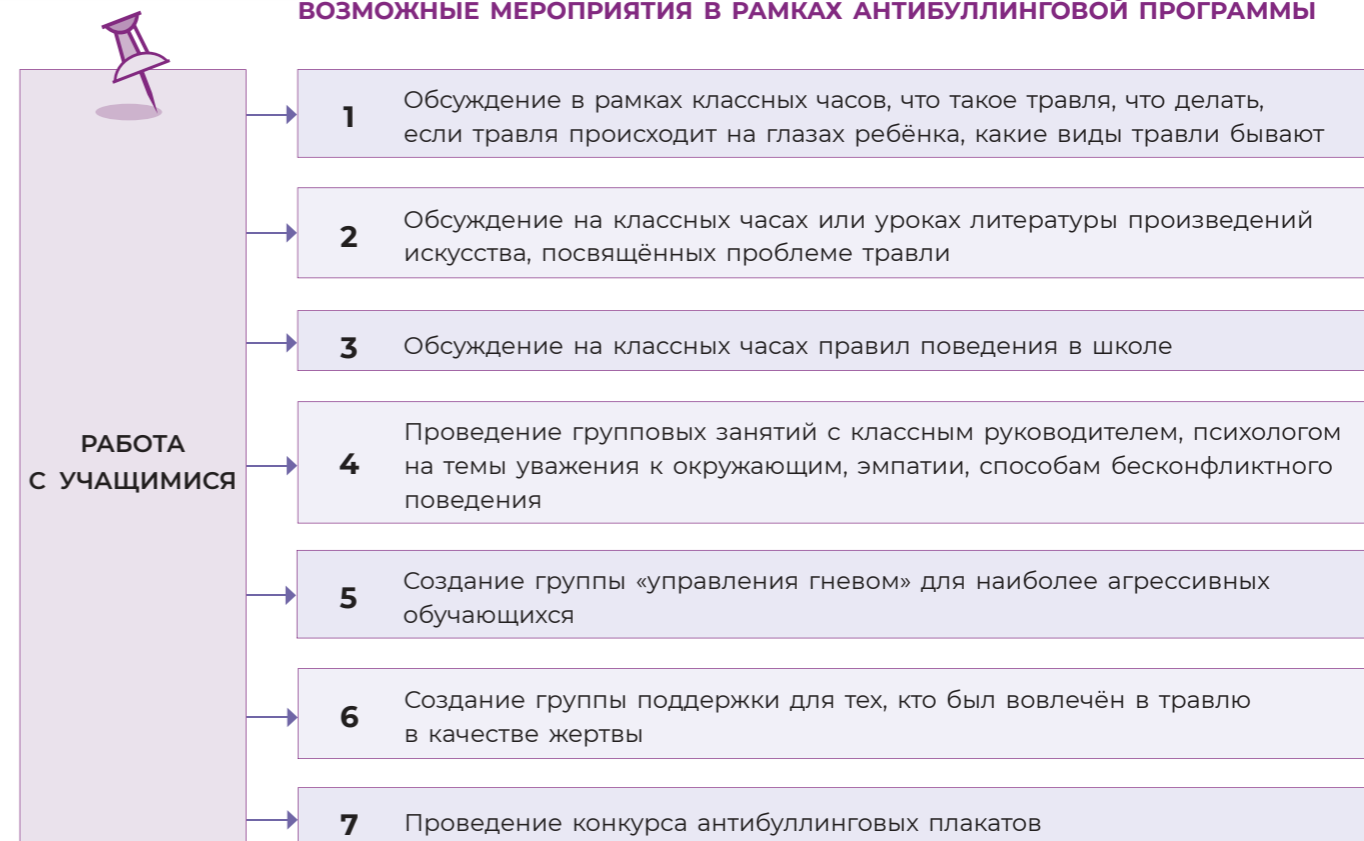 ВОЗМОЖНЫЕ МЕРОПРИЯТИЯ В РАМКАХ АНТИБУЛЛИНГОВОЙ ПРОГРАММЫ
РАБОТА
С УЧАЩИМИСЯ
1
Обсуждение в рамках классных часов, что такое травля, что делать,
если травля происходит на глазах ребёнка, какие виды травли бывают
2
Обсуждение на классных часах или уроках литературы произведений
искусства, посвящённых проблеме травли
3
Обсуждение на классных часах правил поведения в школе
4
Проведение групповых занятий с классным руководителем, психологом
на темы уважения к окружающим, эмпатии, способам бесконфликтного
поведения
5
Создание группы «управления гневом» для наиболее агрессивных
обучающихся
6
Создание группы поддержки для тех, кто был вовлечён в травлю
в качестве жертвы
7
Проведение конкурса антибуллинговых плакатов